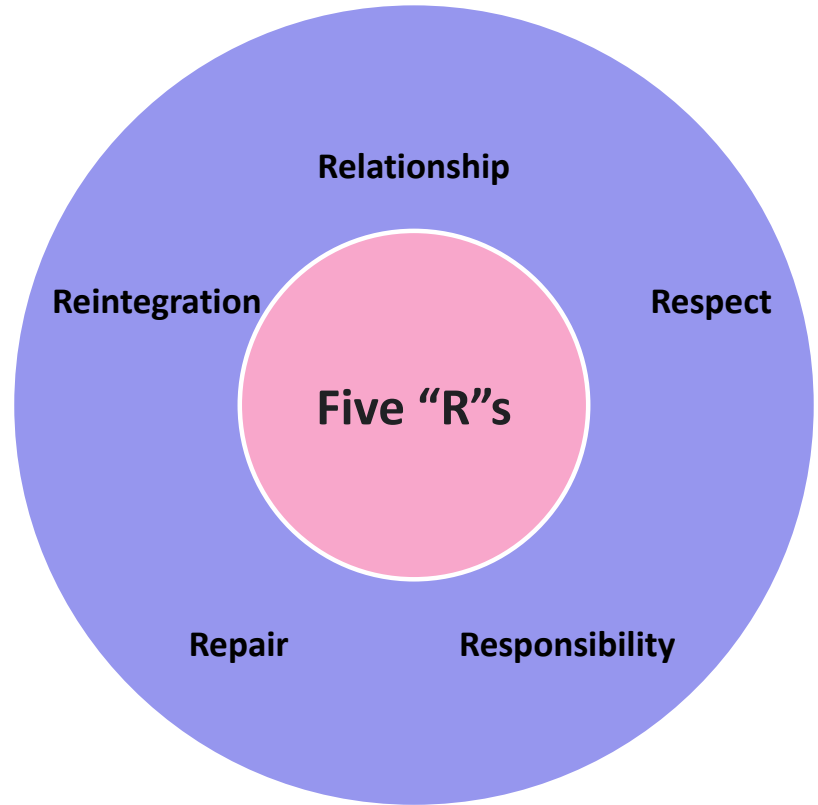 Relationship
Reintegration
Respect
Five “R”s
Repair
Responsibility